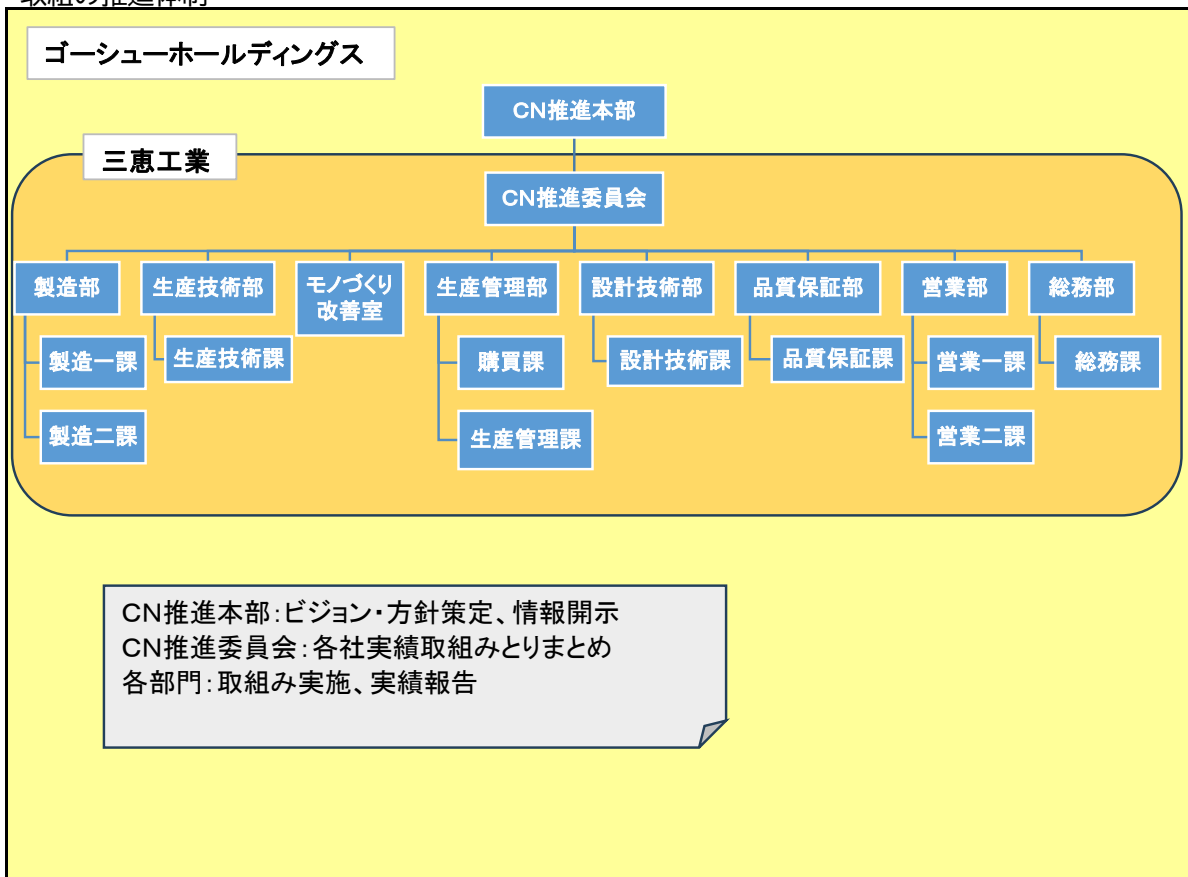 取組の推進体制
ゴーシューホールディングス
CN推進本部
三恵工業
CN推進委員会
製造部
生産技術部
モノづくり
改善室
生産管理部
設計技術部
品質保証部
営業部
総務部
製造一課
生産技術課
購買課
設計技術課
品質保証課
営業一課
総務課
製造二課
生産管理課
営業二課
CN推進本部：ビジョン・方針策定、情報開示
CN推進委員会：各社実績取組みとりまとめ
各部門：取組み実施、実績報告